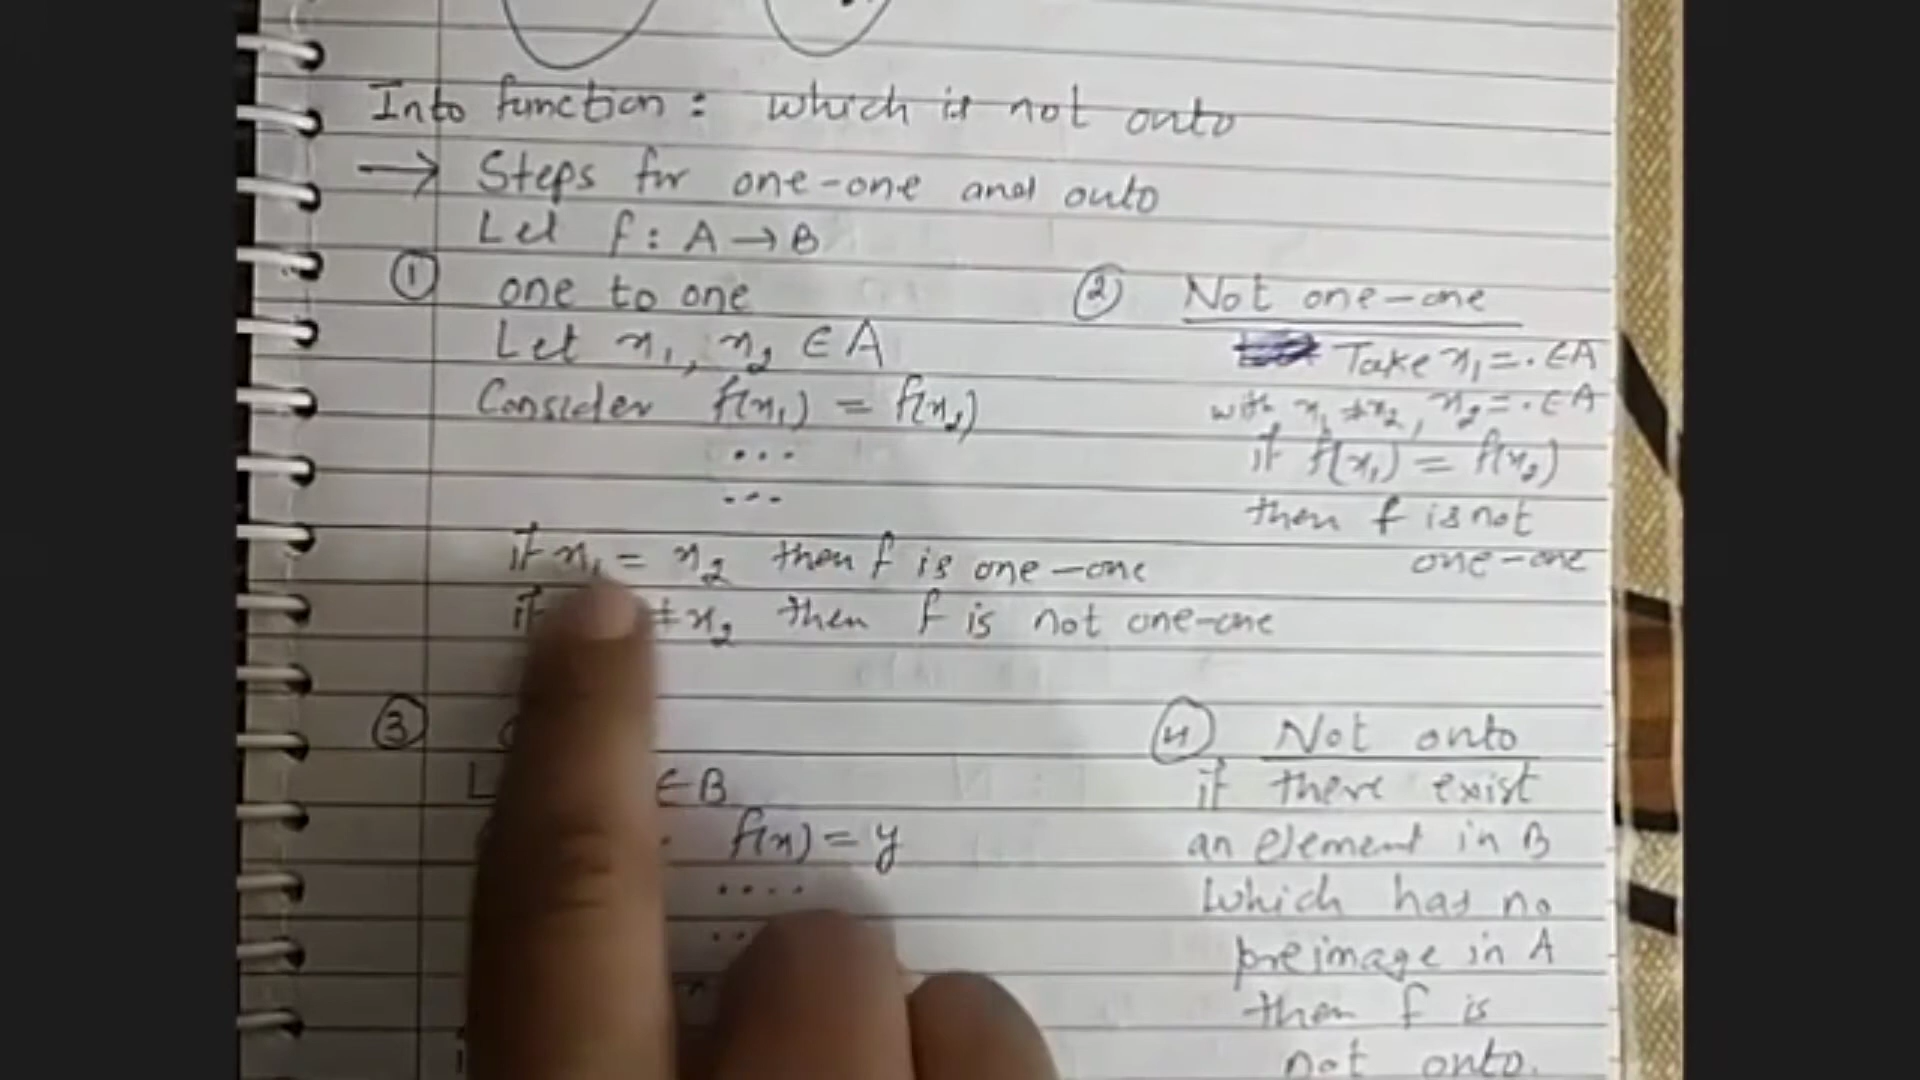 Into function : which is not onto
→ Steps for one-one and onto
Let f : A → B
① one to one
Let x₁, x₂ ∈ A
Consider f(x₁) = f(x₂)
...
...
if x₁ = x₂ then f is one-one
if ≠ x₂ then f is not one-one
② Not one-one
Take x₁ = . ∈ A
with x₁ ≠ x₂, x₂ = . ∈ A
if f(x₁) = f(x₂)
then f is not
one-one
③
∈ B
f(x) = y
....
④ Not onto
if there exist
an element in B
which has no
preimage in A
then f is
not onto.